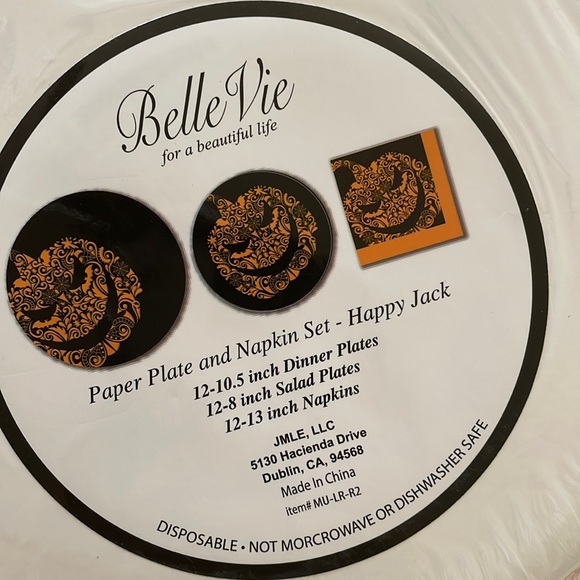 Belle Vie
for a beautiful life
Paper Plate and Napkin Set - Happy Jack
12-10.5 inch Dinner Plates
12-8 inch Salad Plates
12-13 inch Napkins
JMLE, LLC
5130 Hacienda Drive
Dublin, CA, 94568
Made In China
item# MU-LR-R2
DISPOSABLE • NOT MORCROWAVE OR DISHWASHER SAFE